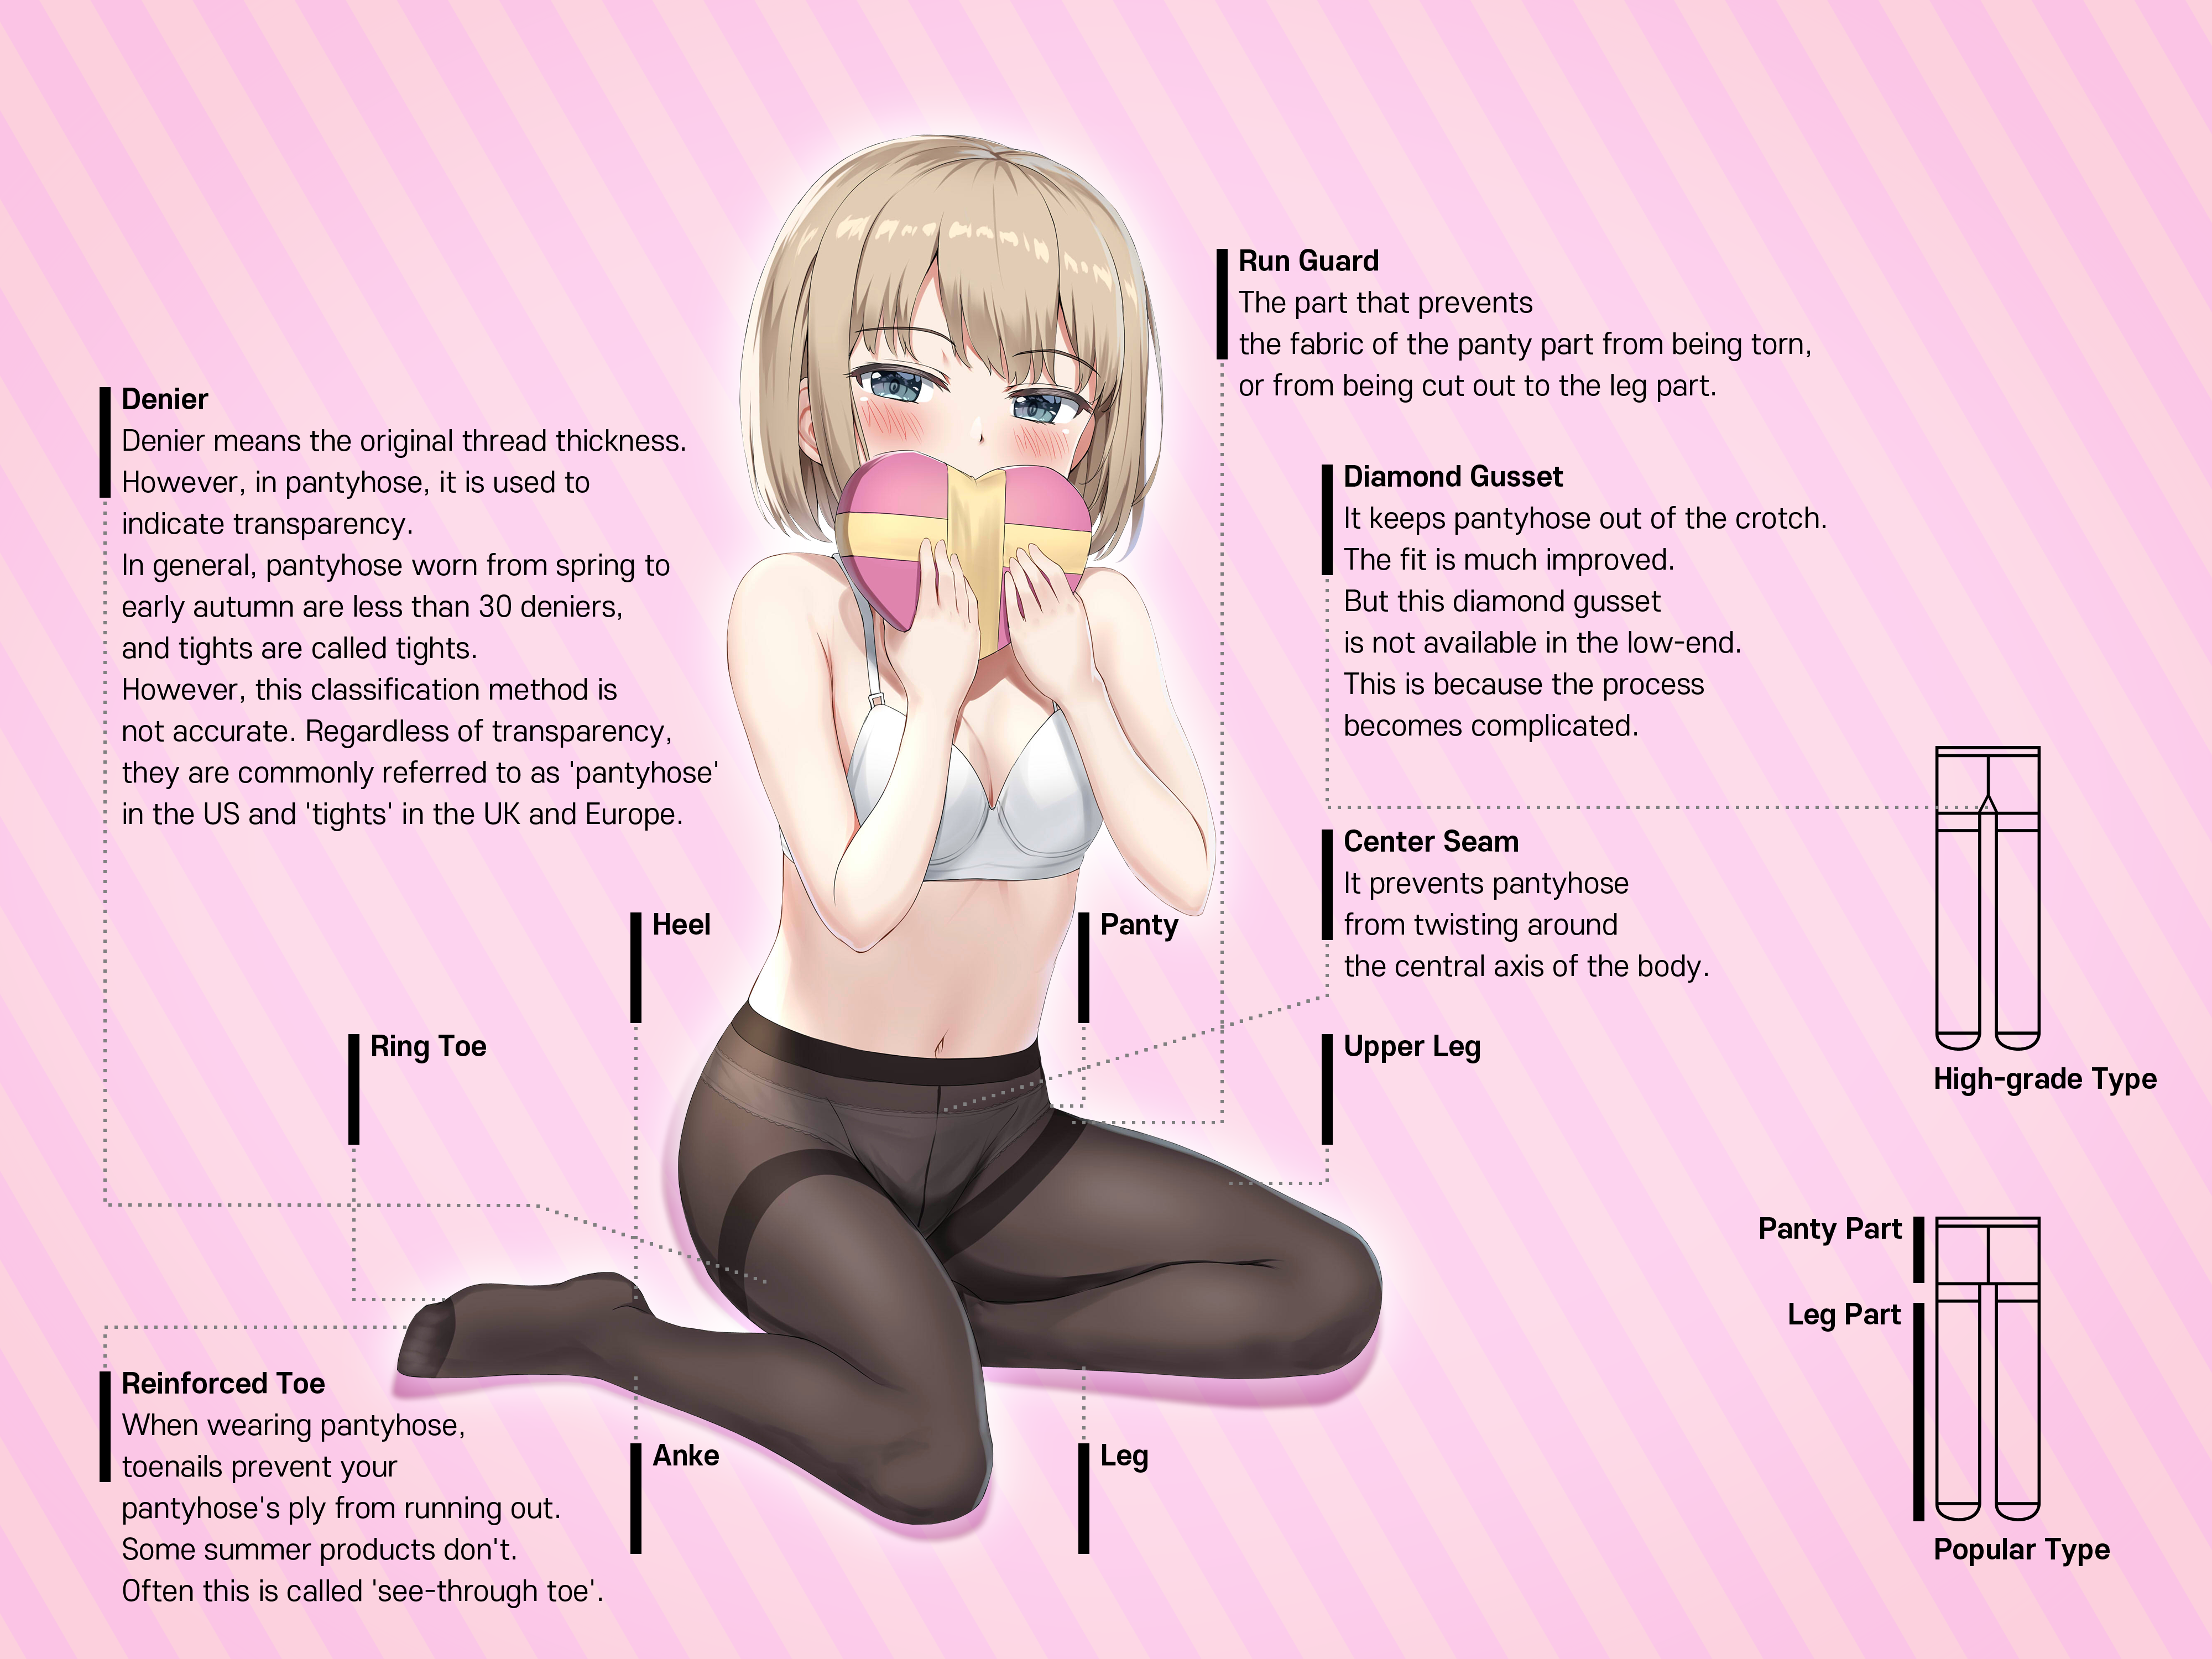 Run Guard
The part that prevents
the fabric of the panty part from being torn,
or from being cut out to the leg part.
Denier
Denier means the original thread thickness.
However, in pantyhose, it is used to
indicate transparency.
In general, pantyhose worn from spring to
early autumn are less than 30 deniers,
and tights are called tights.
However, this classification method is
not accurate. Regardless of transparency,
they are commonly referred to as 'pantyhose'
in the US and 'tights' in the UK and Europe.
Diamond Gusset
It keeps pantyhose out of the crotch.
The fit is much improved.
But this diamond gusset
is not available in the low-end.
This is because the process
becomes complicated.
Center Seam
It prevents pantyhose
from twisting around
the central axis of the body.
Heel
Panty
Ring Toe
Upper Leg
High-grade Type
Panty Part
Leg Part
Popular Type
Reinforced Toe
When wearing pantyhose,
toenails prevent your
pantyhose's ply from running out.
Some summer products don't.
Often this is called 'see-through toe'.
Anke
Leg